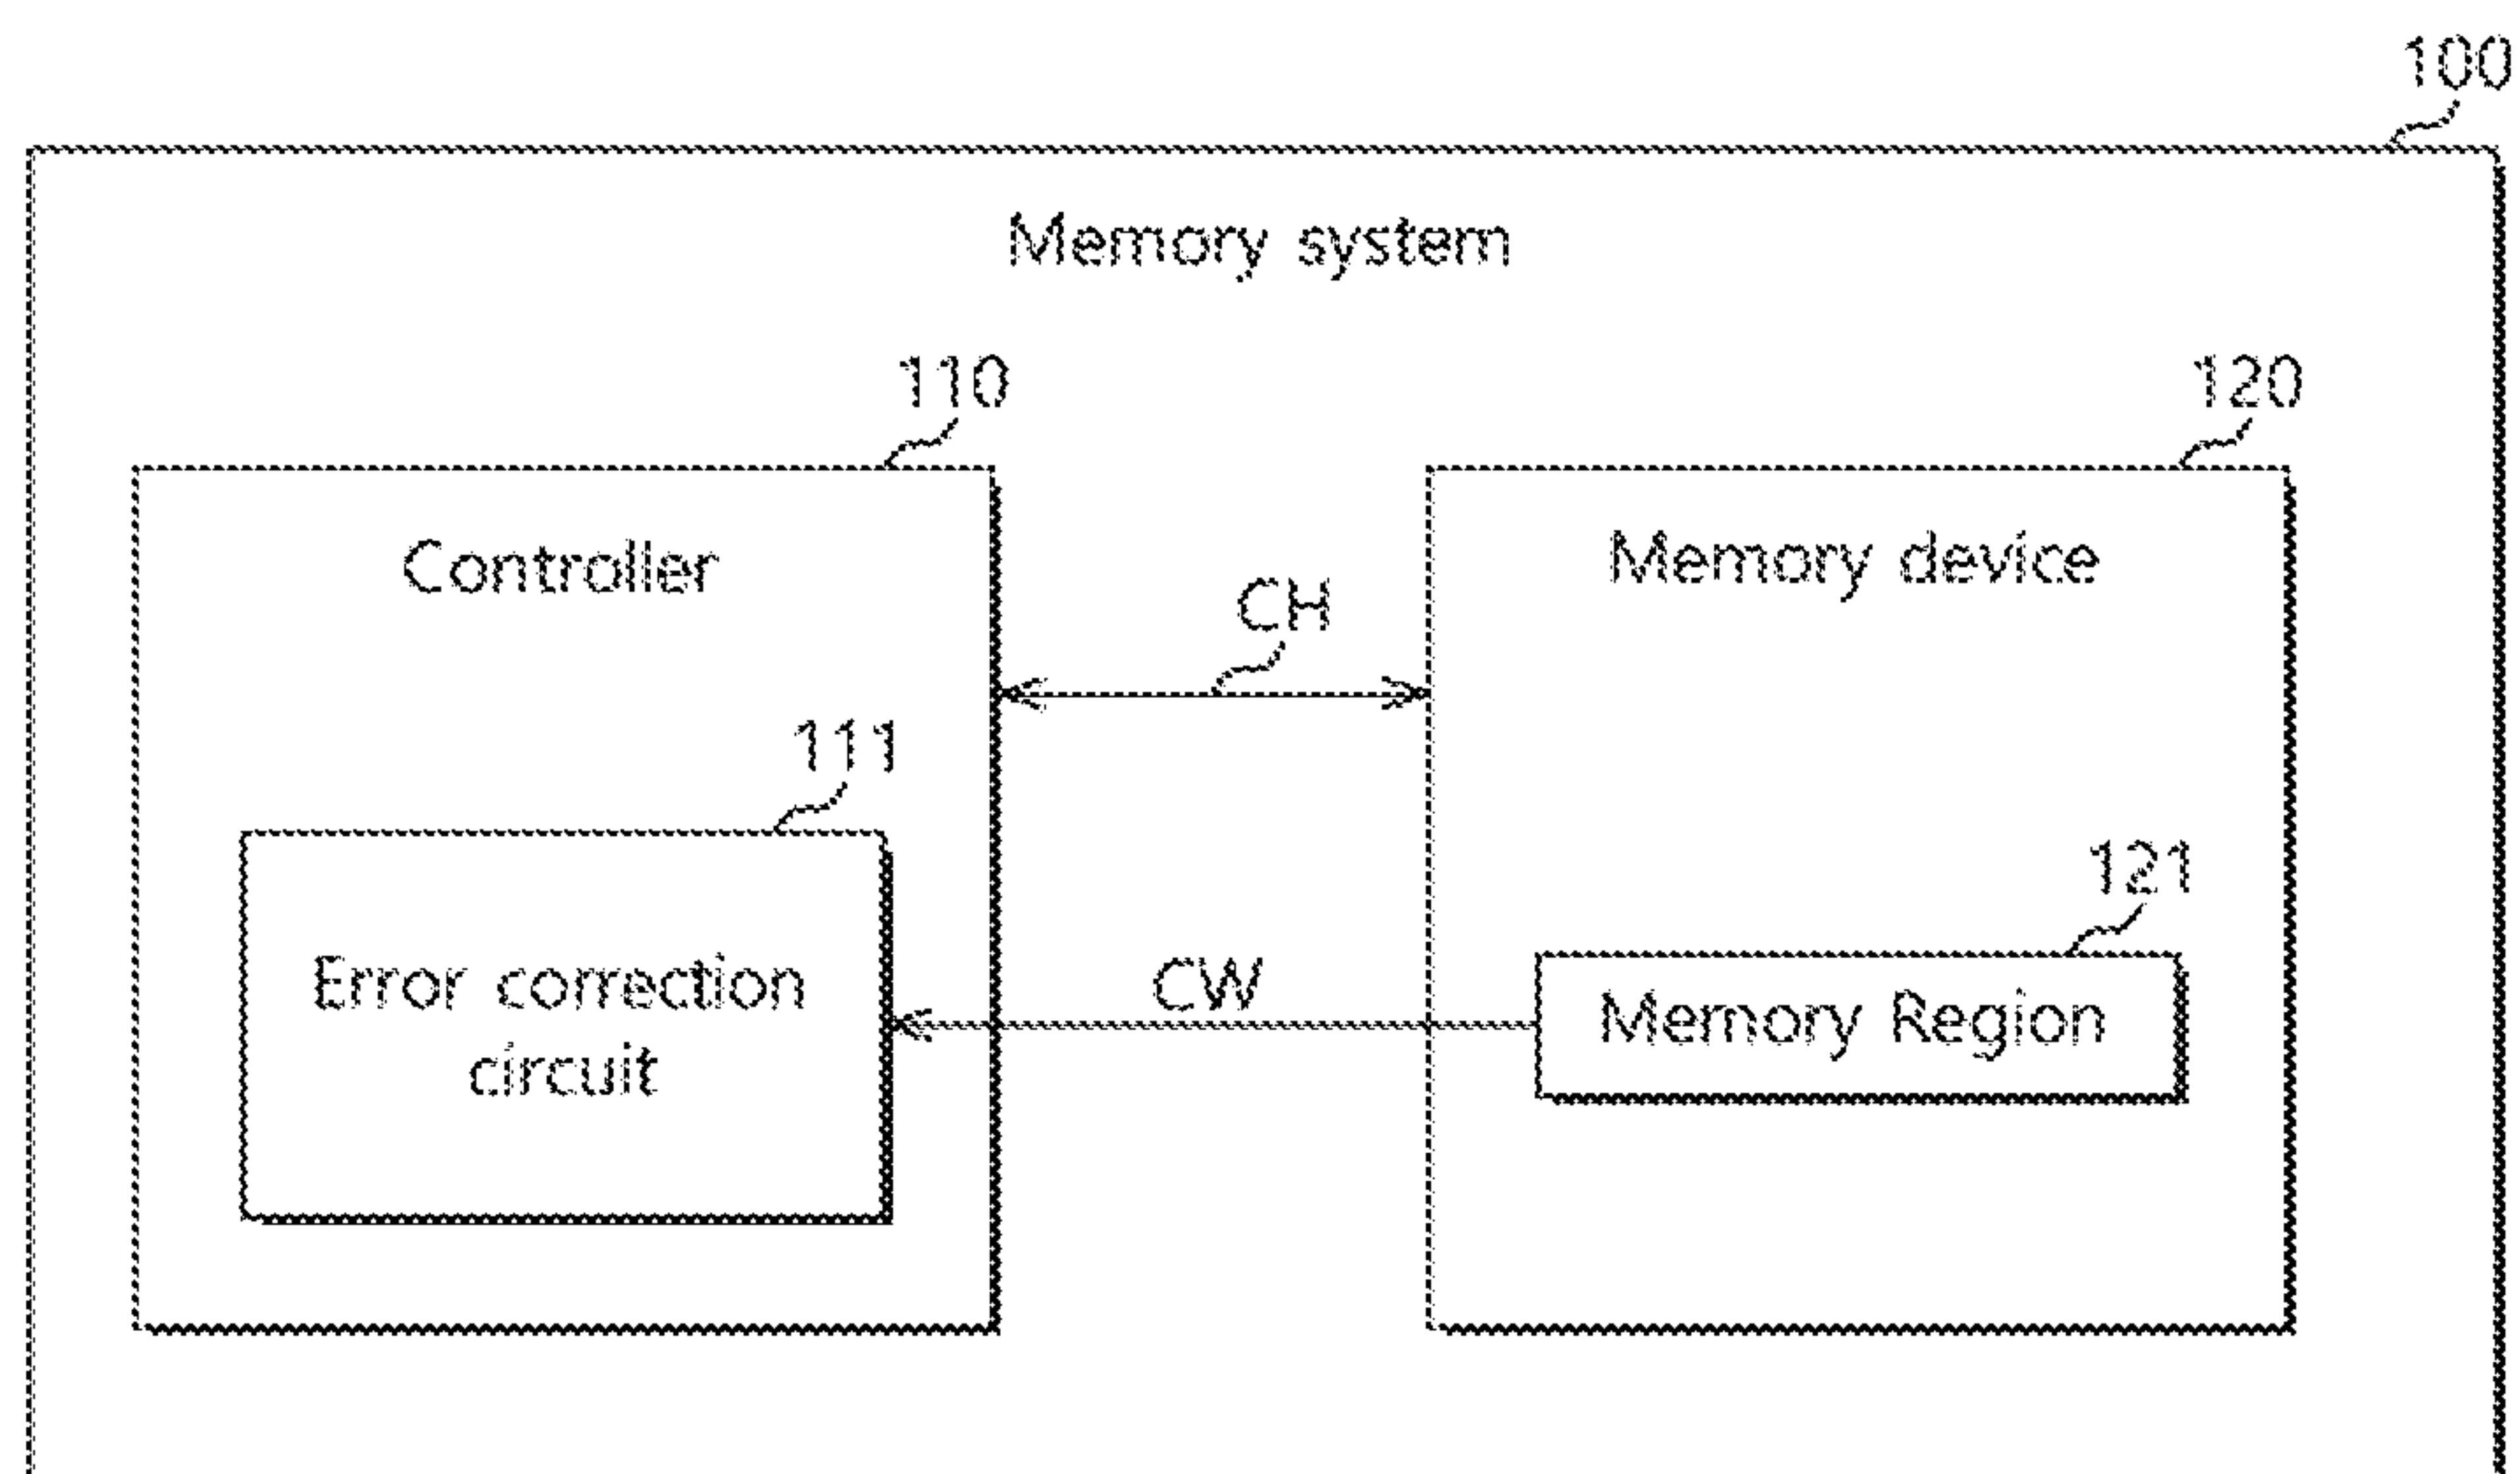 100
Memory system
110
120
Controller
Memory device
CH
111
121
Error correction
circuit
CW
Memory Region